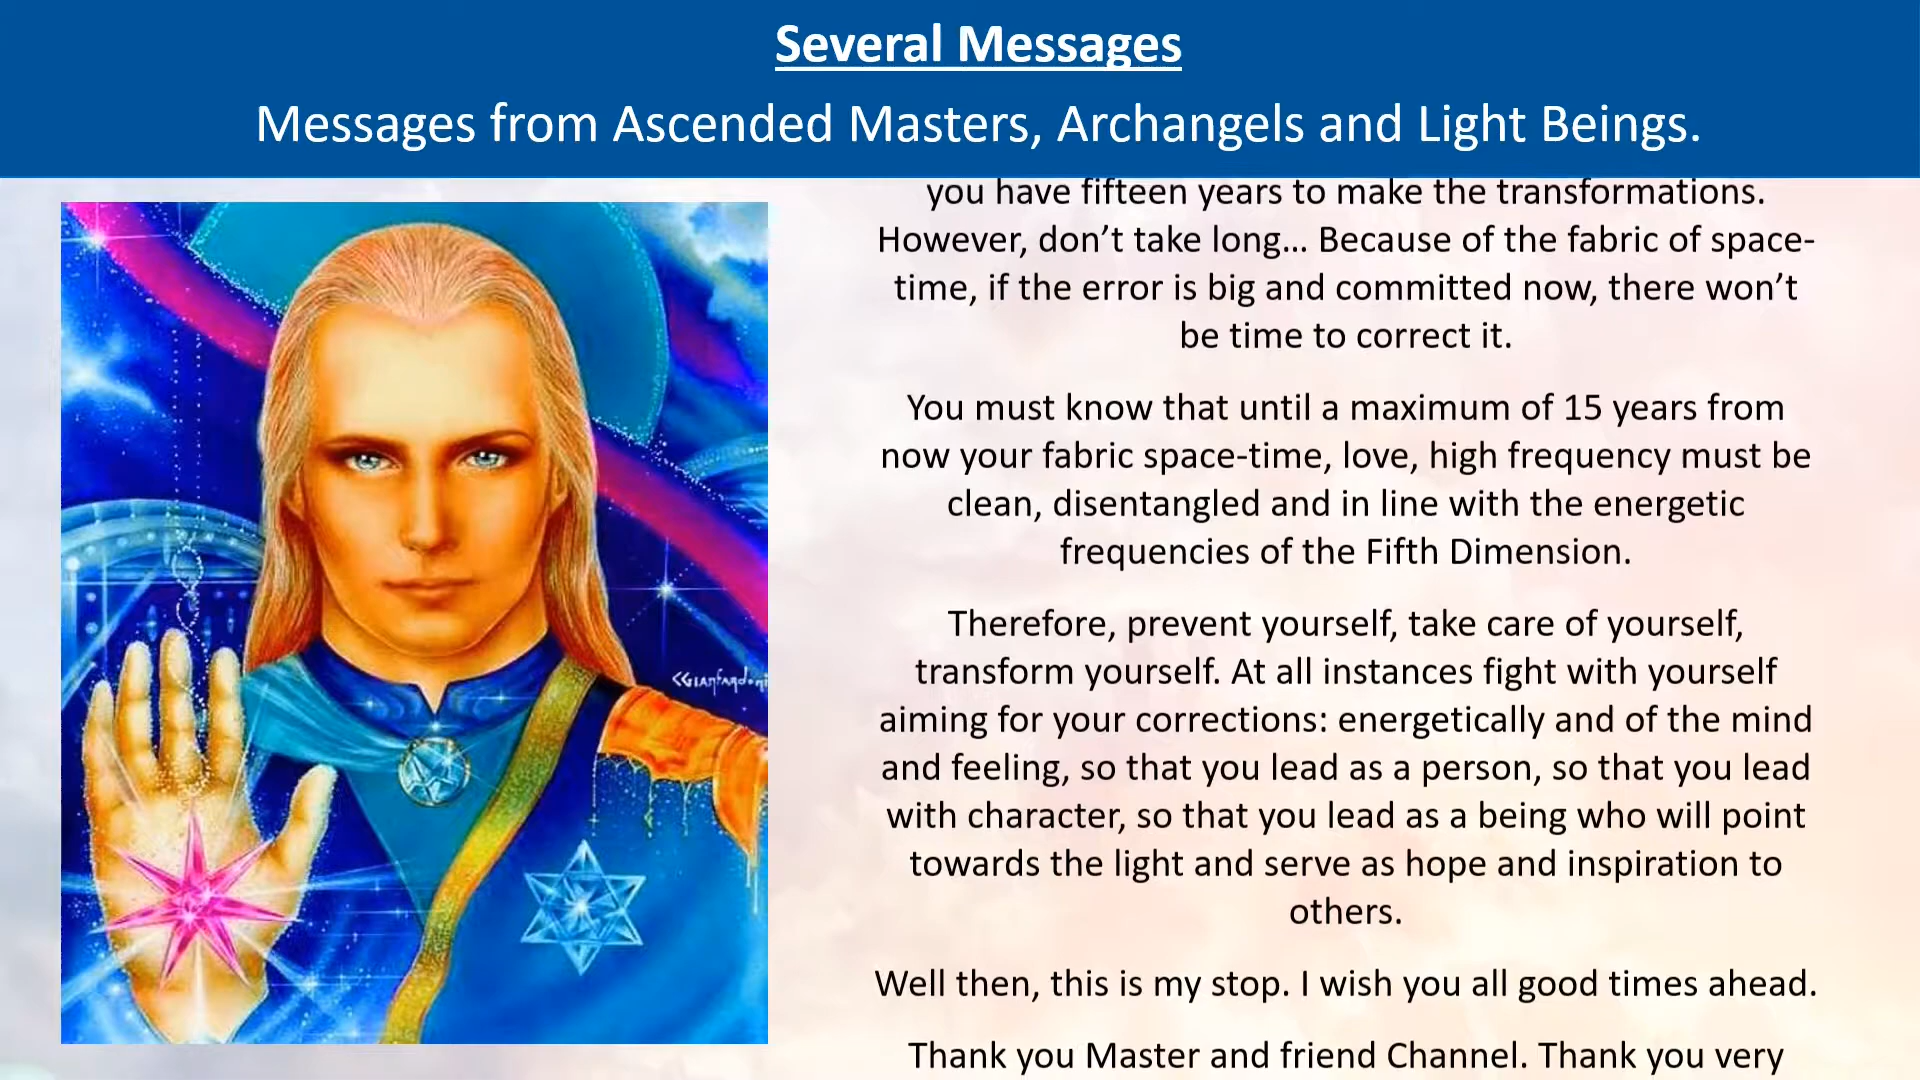 Several Messages
Messages from Ascended Masters, Archangels and Light Beings.
you have fifteen years to make the transformations.
However, don’t take long… Because of the fabric of space-
time, if the error is big and committed now, there won’t
be time to correct it.
You must know that until a maximum of 15 years from
now your fabric space-time, love, high frequency must be
clean, disentangled and in line with the energetic
frequencies of the Fifth Dimension.
Therefore, prevent yourself, take care of yourself,
transform yourself. At all instances fight with yourself
aiming for your corrections: energetically and of the mind
and feeling, so that you lead as a person, so that you lead
with character, so that you lead as a being who will point
towards the light and serve as hope and inspiration to
others.
Well then, this is my stop. I wish you all good times ahead.
Thank you Master and friend Channel. Thank you very